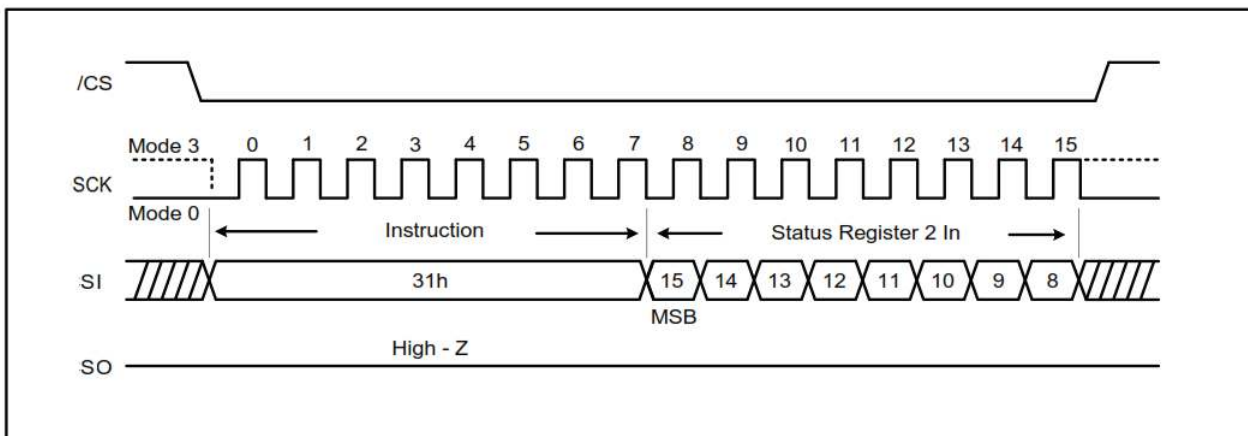 /CS
Mode 3 0 1 2 3 4 5 6 7 8 9 10 11 12 13 14 15
SCK
Mode 0
Instruction Status Register 2 In
SI 31h 15 14 13 12 11 10 9 8
MSB
High - Z
SO